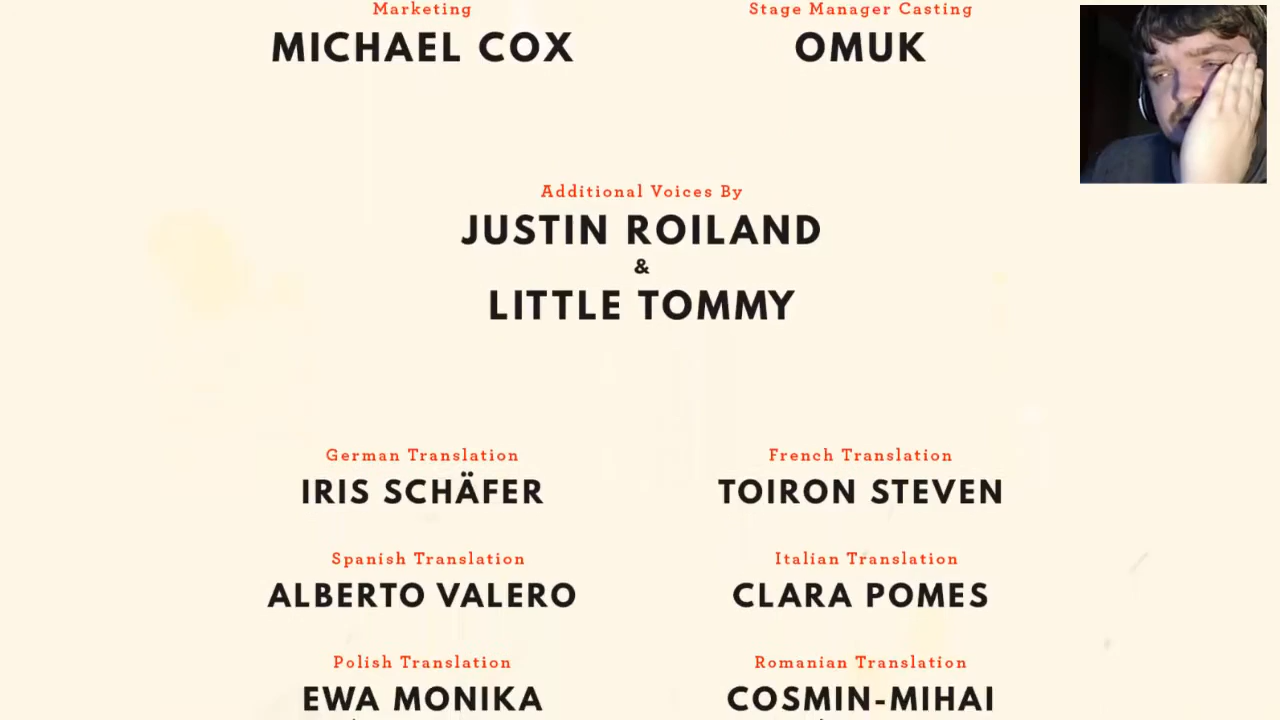 Marketing
MICHAEL COX
Stage Manager Casting
OMUK
Additional Voices By
JUSTIN ROILAND
&
LITTLE TOMMY
German Translation
IRIS SCHÄFER
French Translation
TOIRON STEVEN
Spanish Translation
ALBERTO VALERO
Italian Translation
CLARA POMES
Polish Translation
EWA MONIKA
Romanian Translation
COSMIN-MIHAI